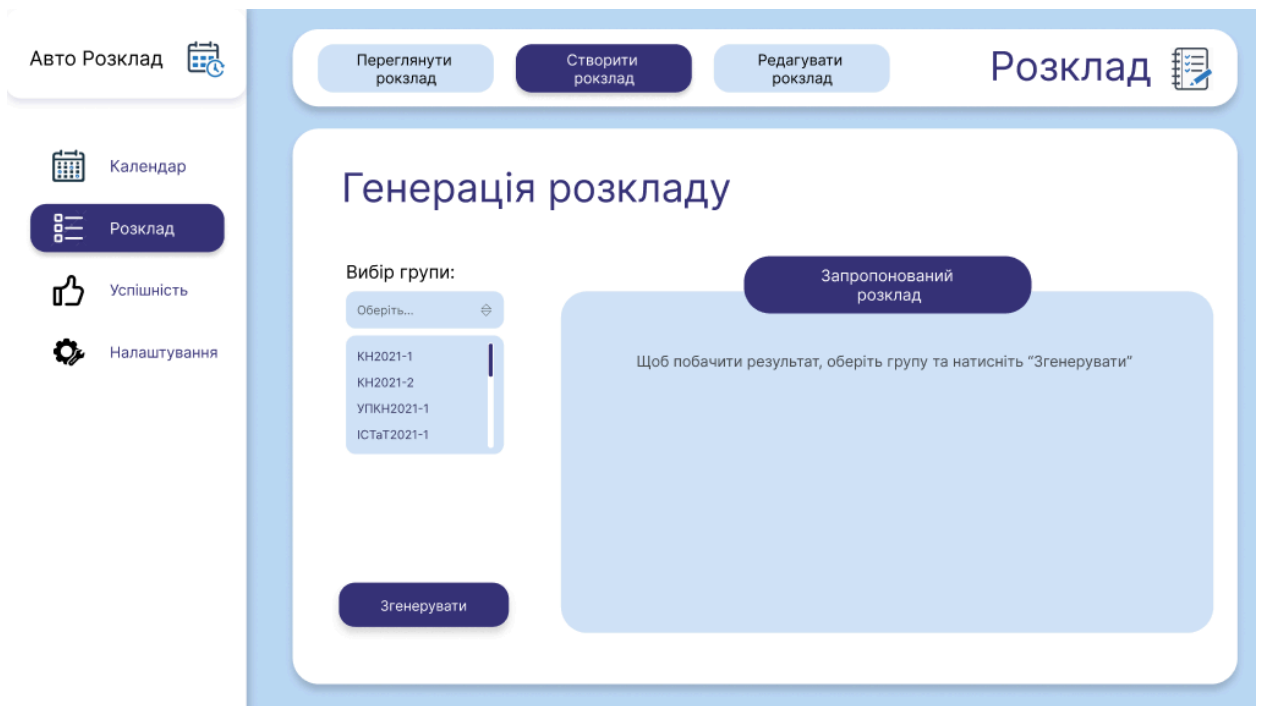 Авто Розклад
Календар
Розклад
Успішність
Налаштування
Переглянути
рокзлад
Створити
рокзлад
Редагувати
рокзлад
Розклад
Генерація розкладу
Вибір групи:
Оберіть...
КН2021-1
КН2021-2
УПКН2021-1
ІСТаТ2021-1
Згенерувати
Запропонований
розклад
Щоб побачити результат, оберіть групу та натисніть “Згенерувати”